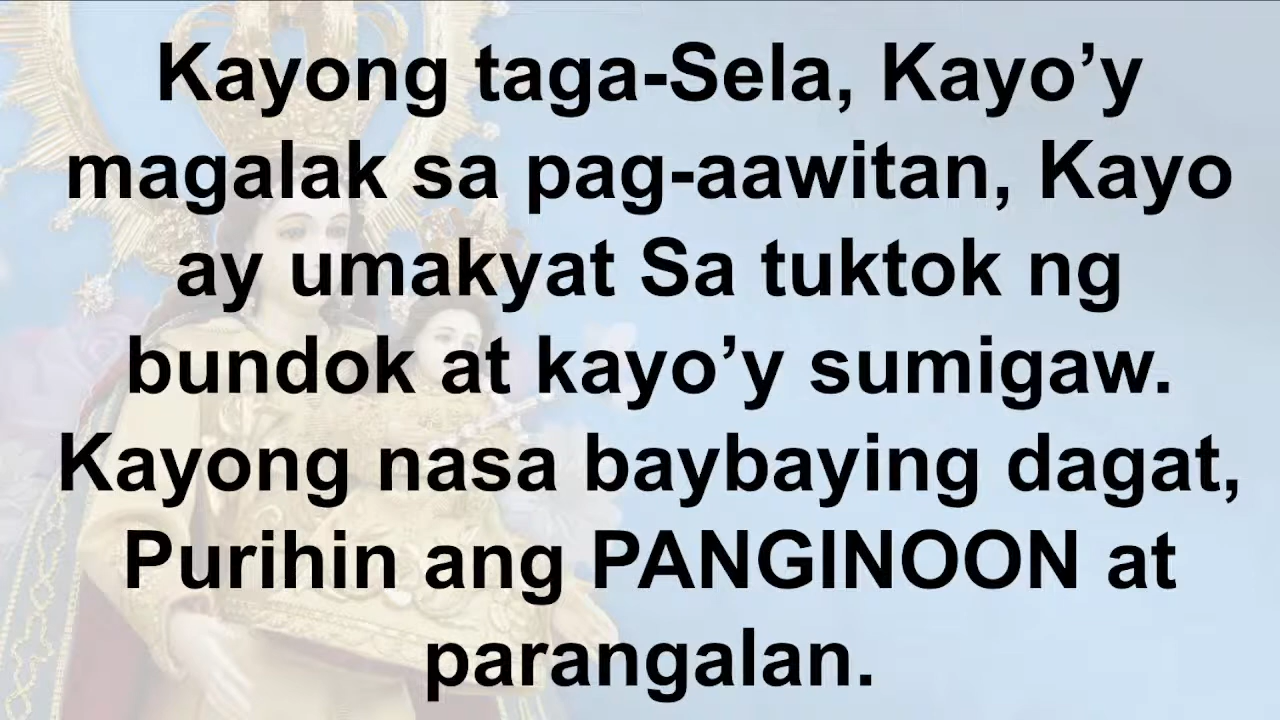 Kayong taga-Sela, Kayo’y
magalak sa pag-aawitan, Kayo
ay umakyat Sa tuktok ng
bundok at kayo’y sumigaw.
Kayong nasa baybaying dagat,
Purihin ang PANGINOON at
parangalan.